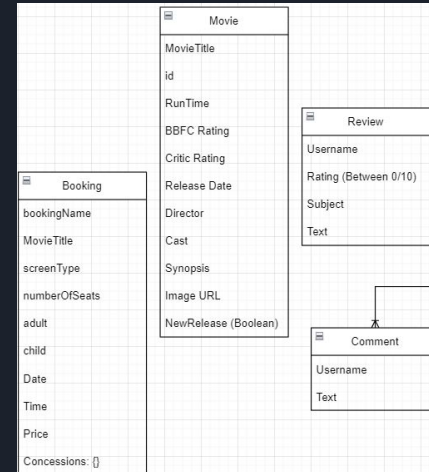 Movie
MovieTitle
id
RunTime
BBFC Rating
Critic Rating
Release Date
Director
Cast
Synopsis
Image URL
NewRelease (Boolean)
Review
Username
Rating (Between 0/10)
Subject
Text
Booking
bookingName
MovieTitle
screenType
numberOfSeats
adult
child
Date
Time
Price
Concessions: {}
Comment
Username
Text